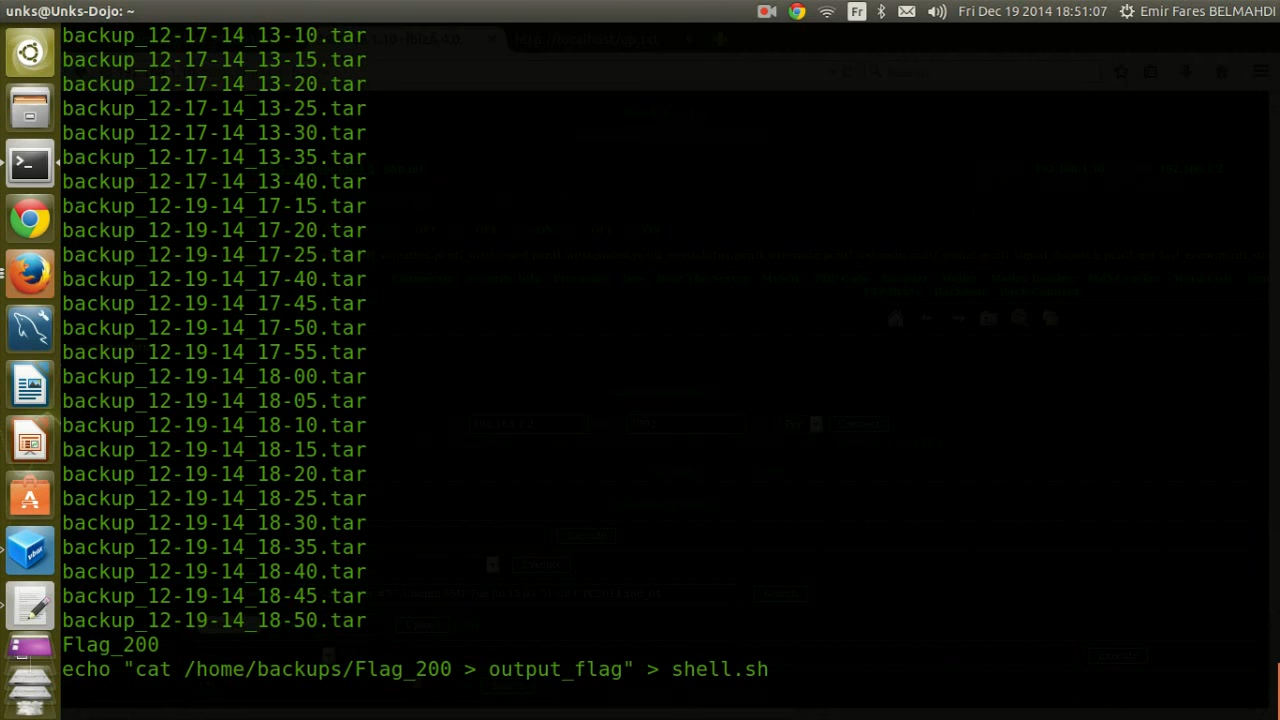 unks@Unks-Dojo: ~
Fr
Fri Dec 19 2014 18:51:07
Emir Fares BELMAHDI
backup_12-17-14_13-10.tar
backup_12-17-14_13-15.tar
backup_12-17-14_13-20.tar
backup_12-17-14_13-25.tar
backup_12-17-14_13-30.tar
backup_12-17-14_13-35.tar
backup_12-17-14_13-40.tar
backup_12-19-14_17-15.tar
backup_12-19-14_17-20.tar
backup_12-19-14_17-25.tar
backup_12-19-14_17-40.tar
backup_12-19-14_17-45.tar
backup_12-19-14_17-50.tar
backup_12-19-14_17-55.tar
backup_12-19-14_18-00.tar
backup_12-19-14_18-05.tar
backup_12-19-14_18-10.tar
backup_12-19-14_18-15.tar
backup_12-19-14_18-20.tar
backup_12-19-14_18-25.tar
backup_12-19-14_18-30.tar
backup_12-19-14_18-35.tar
backup_12-19-14_18-40.tar
backup_12-19-14_18-45.tar
backup_12-19-14_18-50.tar
Flag_200
echo "cat /home/backups/Flag_200 > output_flag" > shell.sh